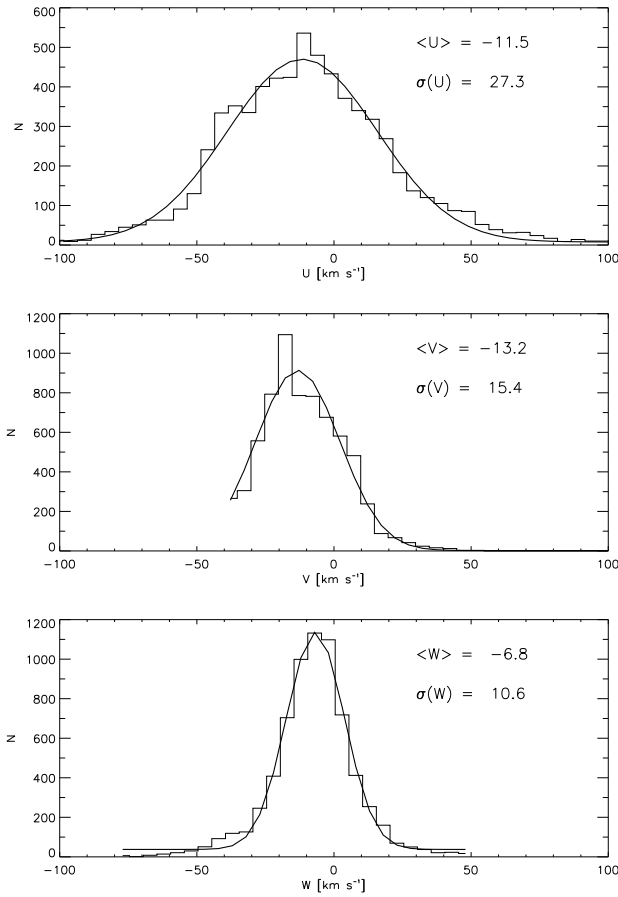 600
500
400
300
200
100
0
N
<U> = -11.5
σ(U) = 27.3
-100 -50 0 50 100
U [km s⁻¹]
1200
1000
800
600
400
200
0
N
<V> = -13.2
σ(V) = 15.4
-100 -50 0 50 100
V [km s⁻¹]
1200
1000
800
600
400
200
0
N
<W> = -6.8
σ(W) = 10.6
-100 -50 0 50 100
W [km s⁻¹]